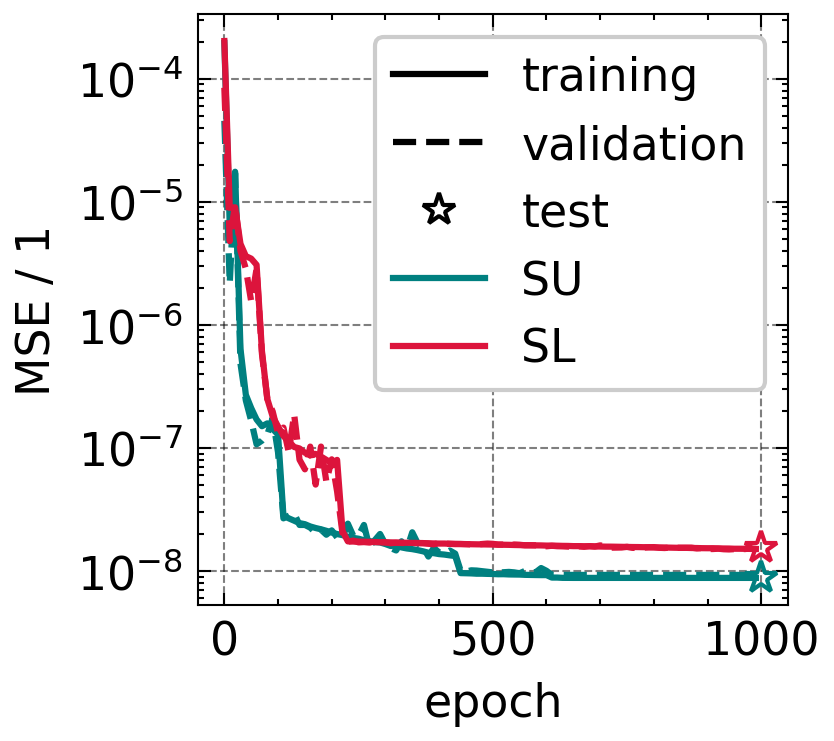 10⁻⁴
10⁻⁵
10⁻⁶
10⁻⁷
10⁻⁸
MSE / 1
training
validation
test
SU
SL
0 500 1000
epoch